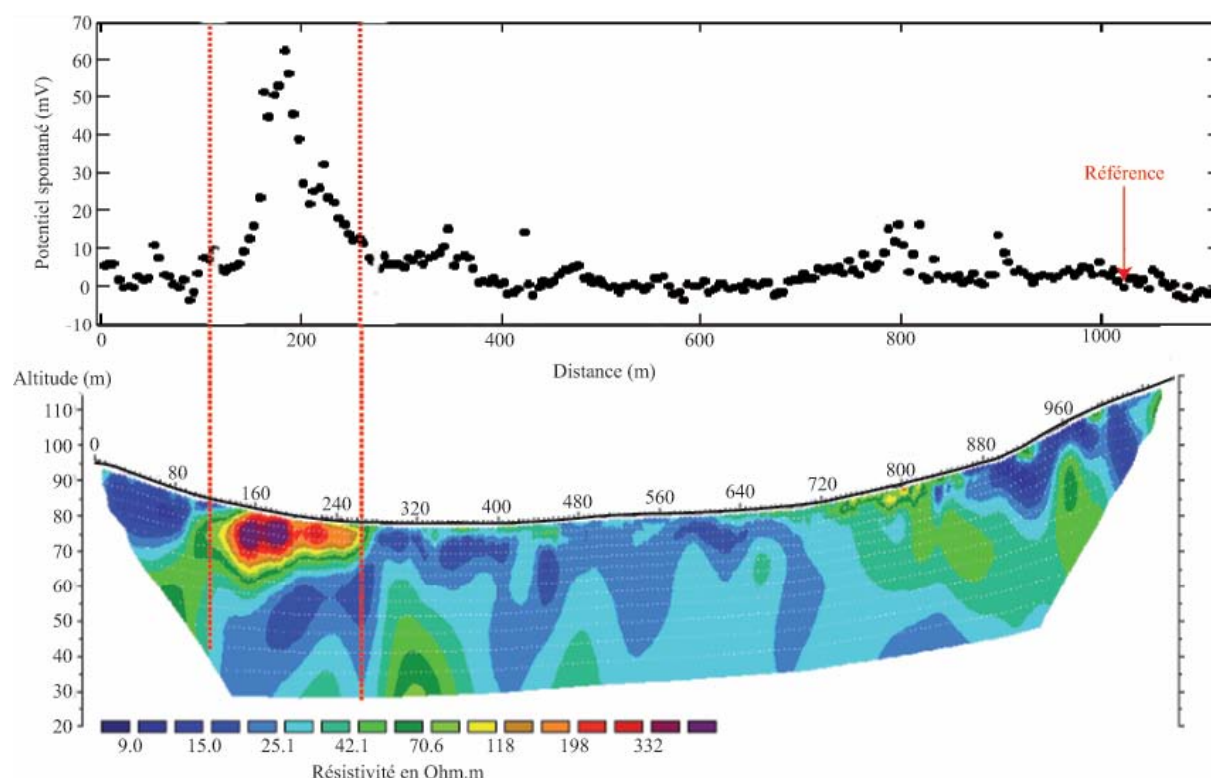 70
60
50
40
30
20
10
0
-10
Potentiel spontané (mV)
Référence
0 200 400 600 800 1000
Distance (m)
Altitude (m)
110
100
90
80
70
60
50
40
30
20
0 80 160 240 320 400 480 560 640 720 800 880 960
9.0 15.0 25.1 42.1 70.6 118 198 332
Résistivité en Ohm.m